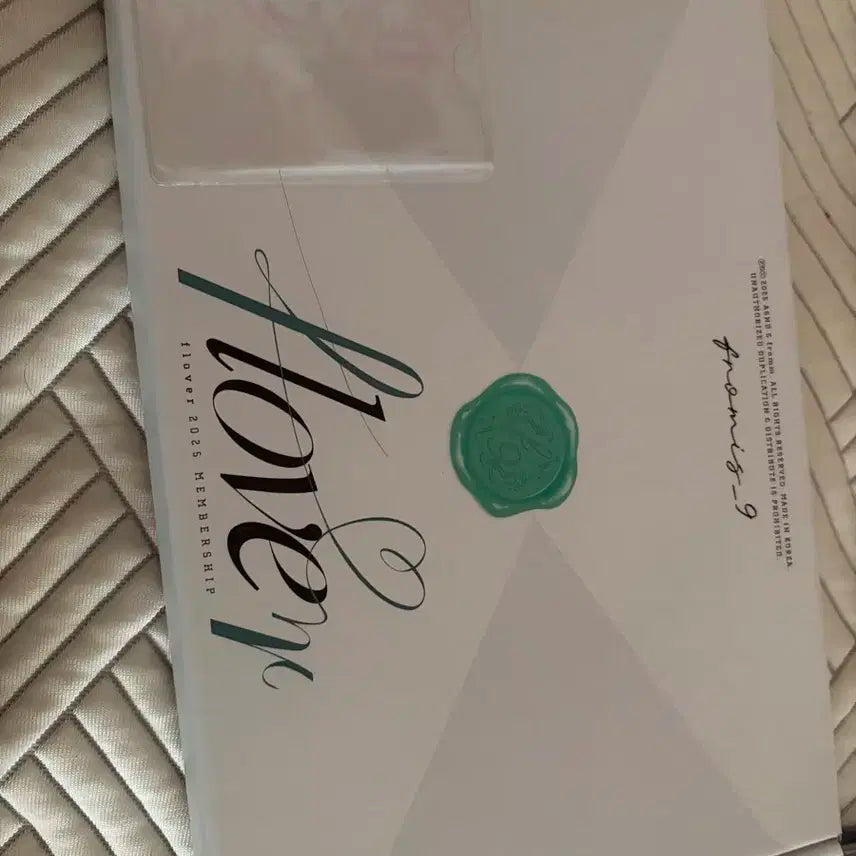 flover
flover 2025 MEMBERSHIP
fromis_9
UNAUTHORIZED DUPLICATION & DISTRIBUTE IS PROHIBITED.
2025 ASND & fromm. ALL RIGHTS RESERVED. MADE IN KOREA.